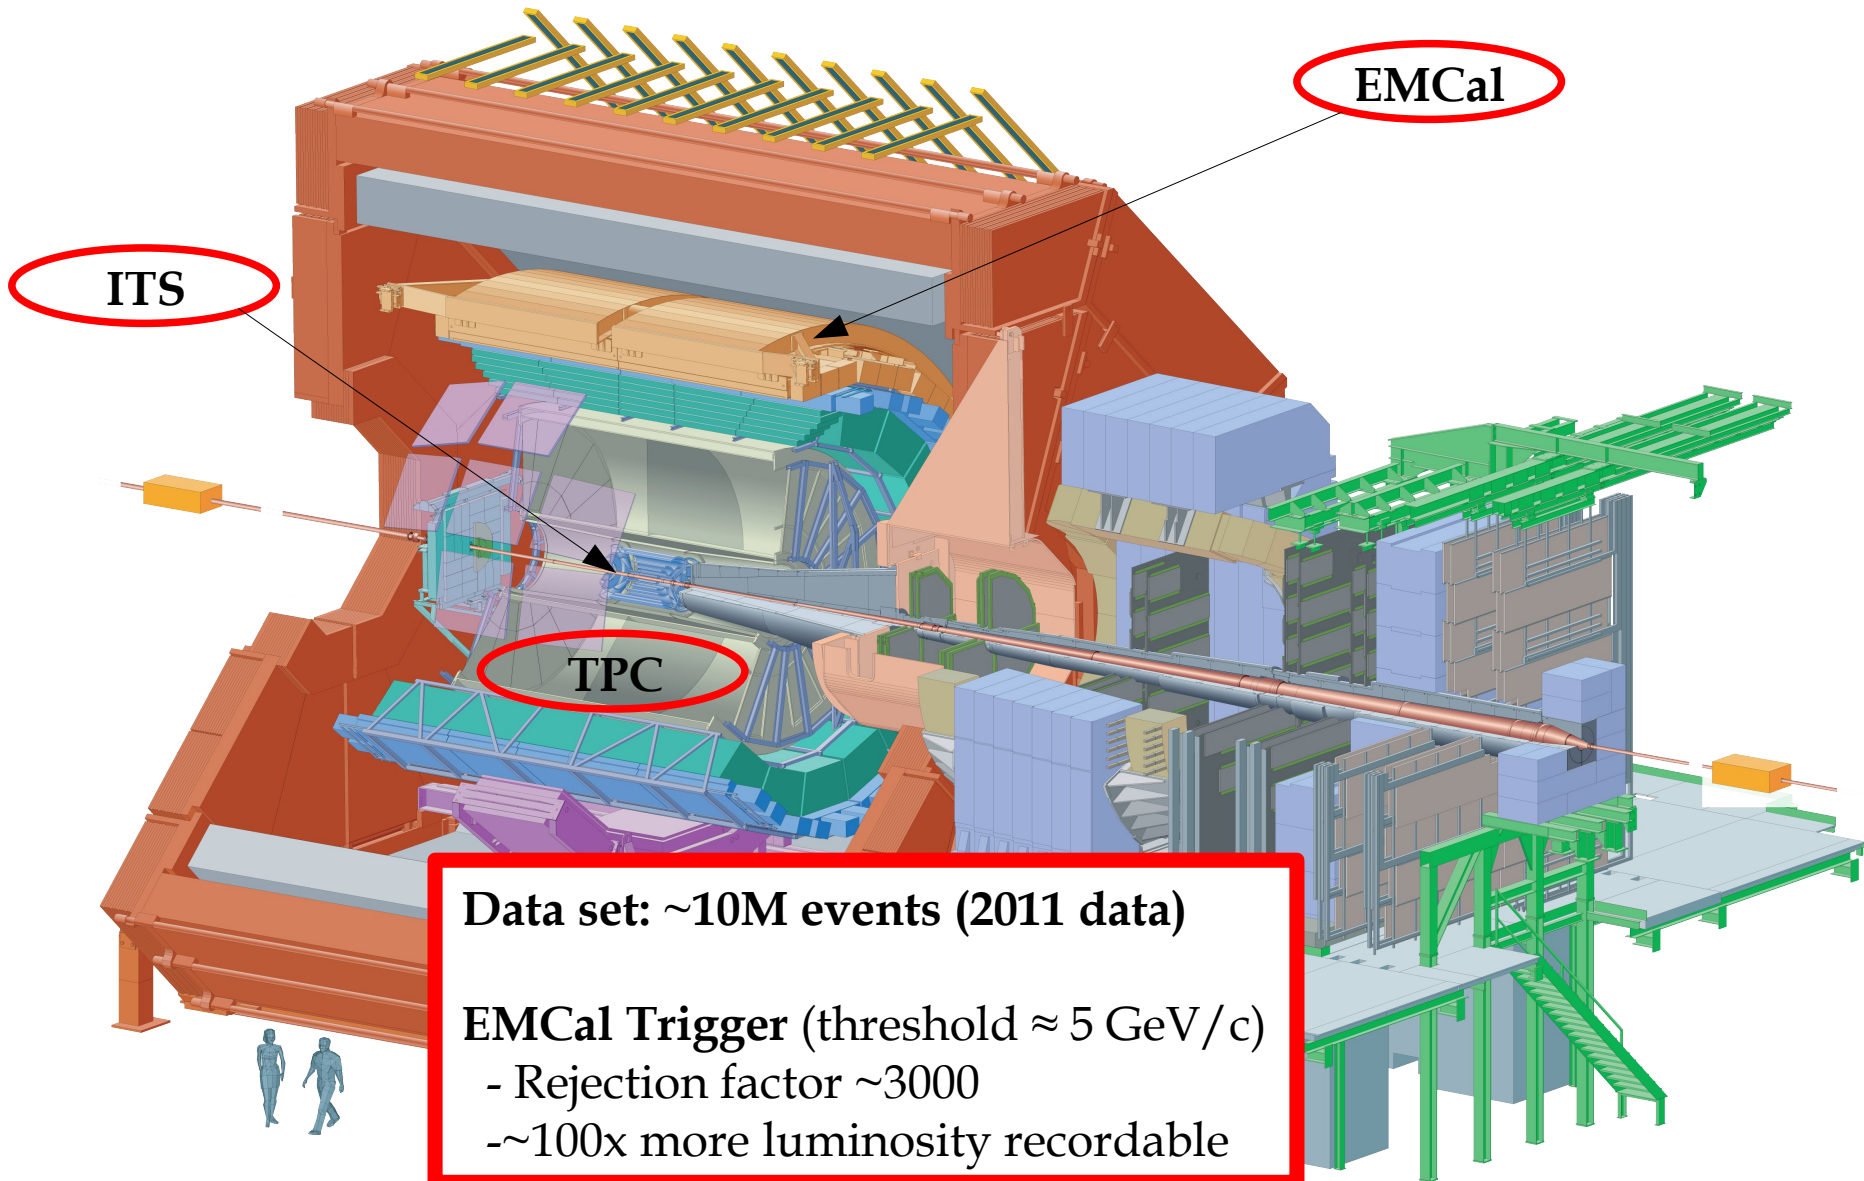 EMCal
ITS
TPC
Data set: ~10M events (2011 data)
EMCal Trigger (threshold ≈ 5 GeV/c)
- Rejection factor ~3000
-~100x more luminosity recordable